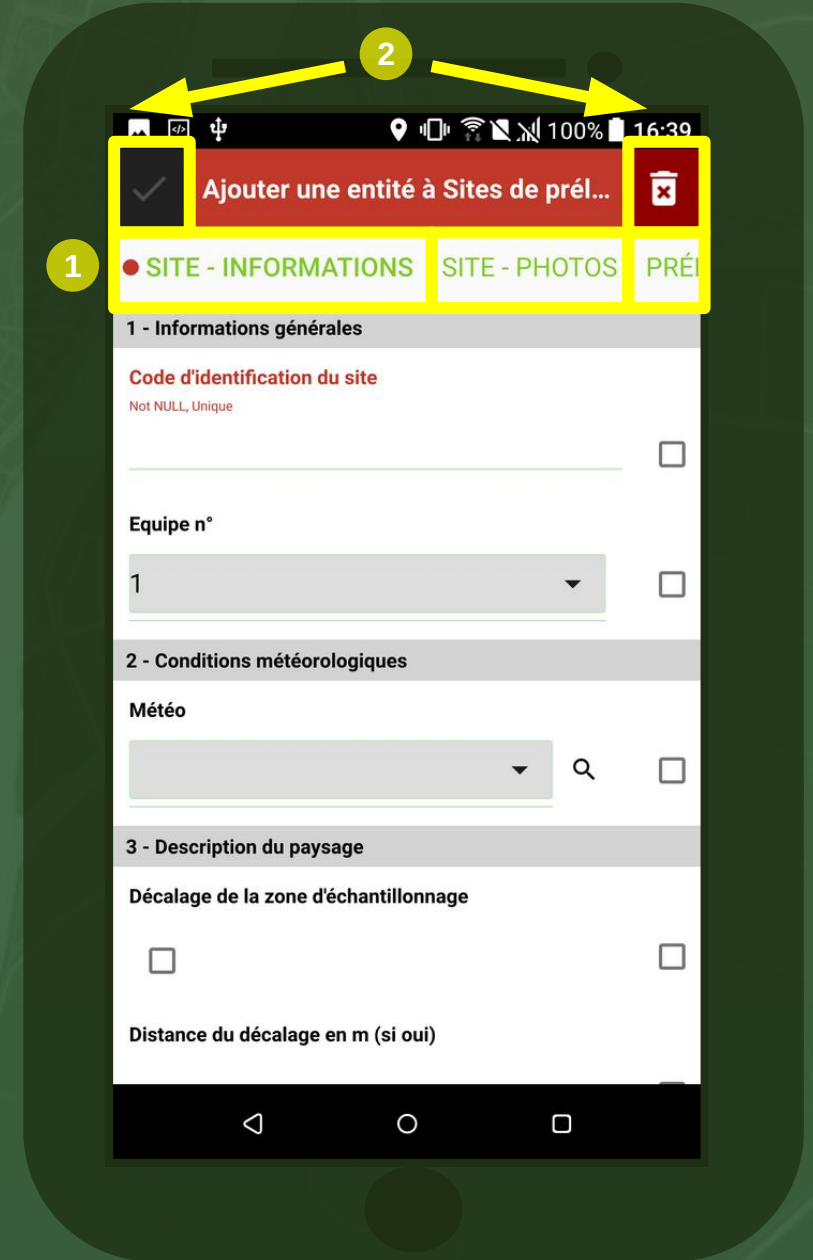 2
100% 16:39
Ajouter une entité à Sites de prél...
1
SITE - INFORMATIONS SITE - PHOTOS PRÉL
1 - Informations générales
Code d'identification du site
Not NULL, Unique
Equipe n°
1
2 - Conditions météorologiques
Météo
3 - Description du paysage
Décalage de la zone d'échantillonnage
Distance du décalage en m (si oui)